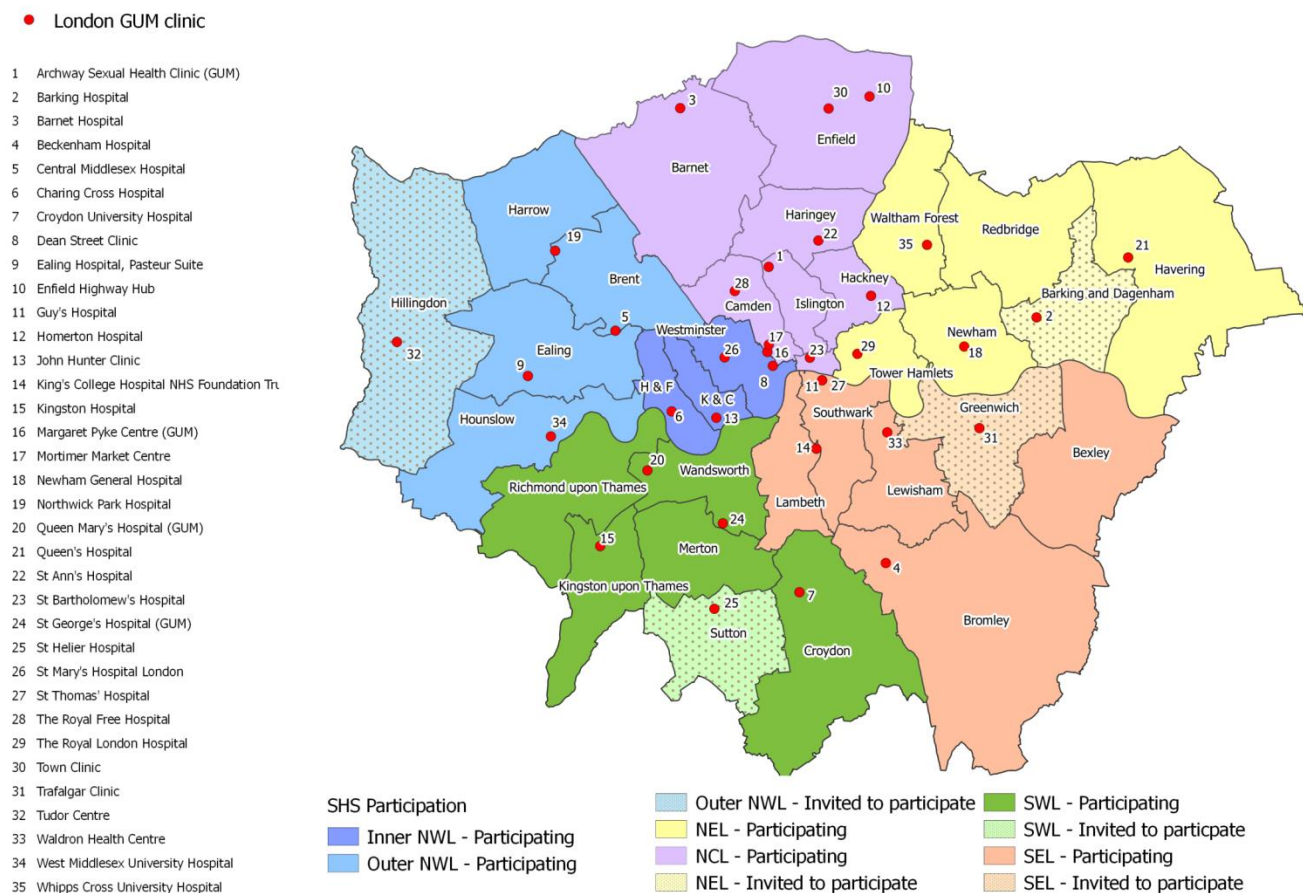 London GUM clinic
1 Archway Sexual Health Clinic (GUM)
2 Barking Hospital
3 Barnet Hospital
4 Beckenham Hospital
5 Central Middlesex Hospital
6 Charing Cross Hospital
7 Croydon University Hospital
8 Dean Street Clinic
9 Ealing Hospital, Pasteur Suite
10 Enfield Highway Hub
11 Guy's Hospital
12 Homerton Hospital
13 John Hunter Clinic
14 King's College Hospital NHS Foundation Tru
15 Kingston Hospital
16 Margaret Pyke Centre (GUM)
17 Mortimer Market Centre
18 Newham General Hospital
19 Northwick Park Hospital
20 Queen Mary's Hospital (GUM)
21 Queen's Hospital
22 St Ann's Hospital
23 St Bartholomew's Hospital
24 St George's Hospital (GUM)
25 St Helier Hospital
26 St Mary's Hospital London
27 St Thomas' Hospital
28 The Royal Free Hospital
29 The Royal London Hospital
30 Town Clinic
31 Trafalgar Clinic
32 Tudor Centre
33 Waldron Health Centre
34 West Middlesex University Hospital
35 Whipps Cross University Hospital
3
30
10
Enfield
Barnet
Harrow
Haringey
22
Waltham Forest
35
Redbridge
21
Havering
19
Brent
1
28
Camden
Islington
Hackney
12
Barking and Dagenham
2
Hillingdon
32
5
Westminster
17
16
26
8
23
29
Newham
18
Ealing
9
H & F
K & C
6
13
Tower Hamlets
11
27
Southwark
Greenwich
31
Hounslow
34
33
14
Bexley
20
Wandsworth
Richmond upon Thames
Lambeth
Lewisham
24
Merton
15
Kingston upon Thames
4
7
25
Sutton
Croydon
Bromley
SHS Participation
Inner NWL - Participating
Outer NWL - Participating
Outer NWL - Invited to participate
NEL - Participating
NCL - Participating
NEL - Invited to participate
SWL - Participating
SWL - Invited to particpate
SEL - Participating
SEL - Invited to participate